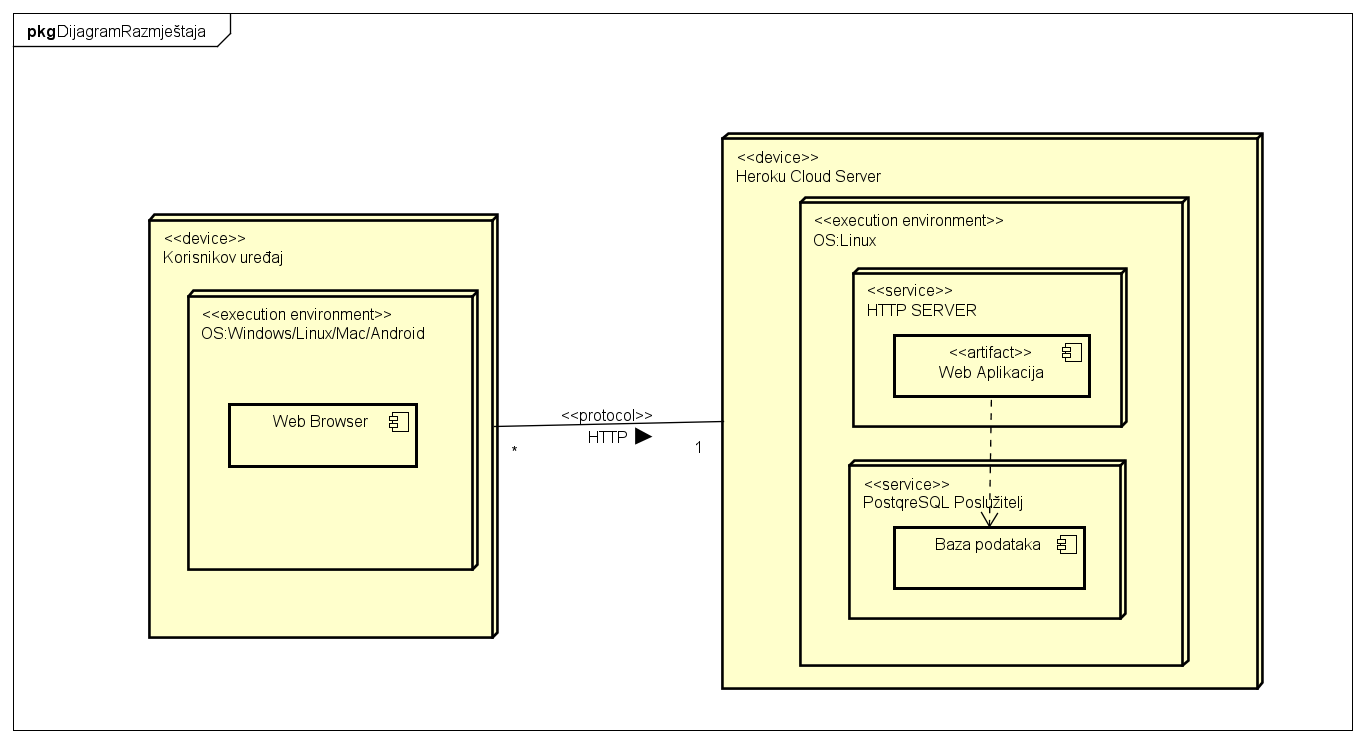 pkgDijagramRazmještaja
<<device>>
Korisnikov uređaj
<<execution environment>>
OS:Windows/Linux/Mac/Android
Web Browser
<<protocol>>
HTTP
*
1
<<device>>
Heroku Cloud Server
<<execution environment>>
OS:Linux
<<service>>
HTTP SERVER
<<artifact>>
Web Aplikacija
<<service>>
PostqreSQL Poslužitelj
Baza podataka